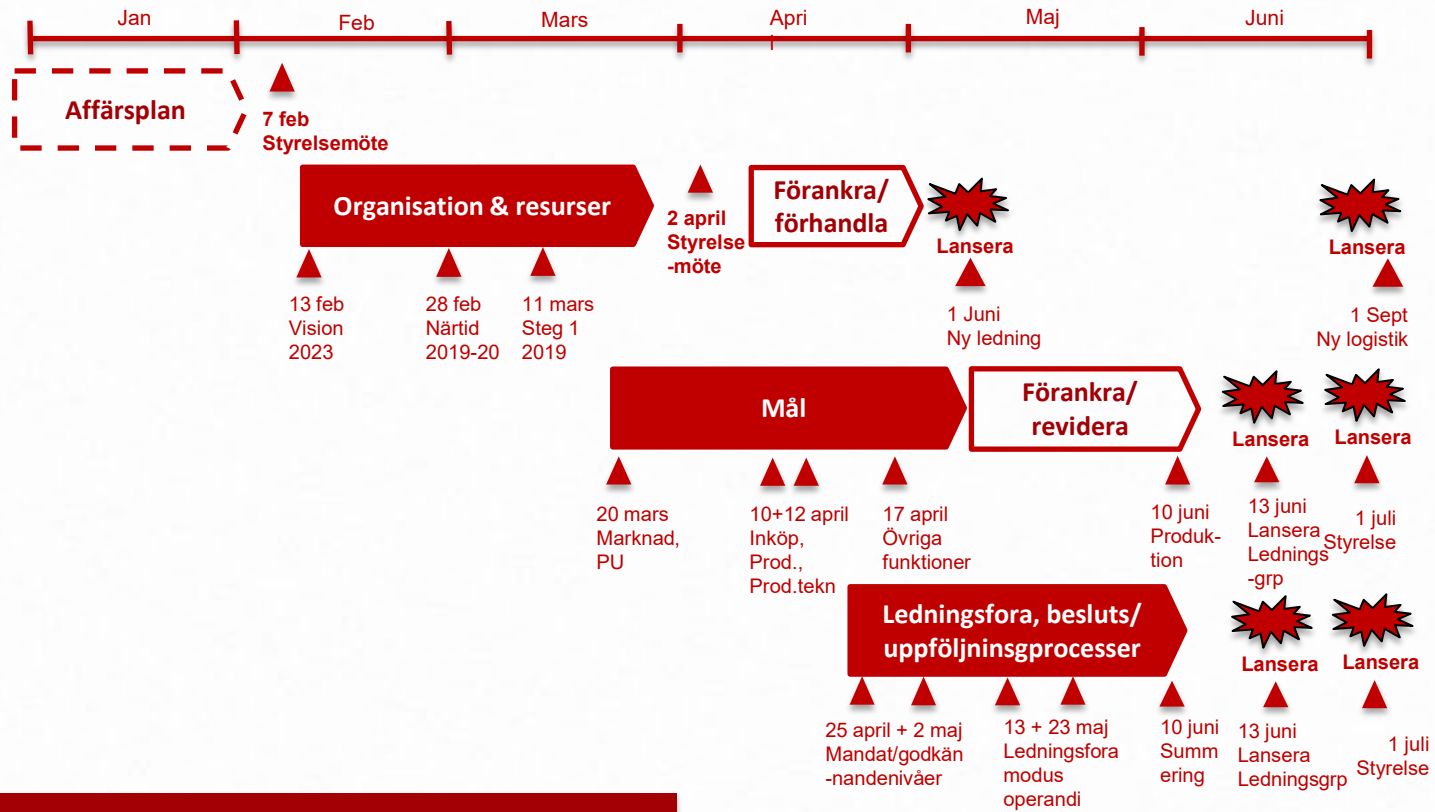 Jan
Feb
Mars
Apri
Maj
Juni
Affärsplan
7 feb
Styrelsemöte
Organisation & resurser
2 april
Styrelse
-möte
Förankra/
förhandla
Lansera
Lansera
13 feb
Vision
2023
28 feb
Närtid
2019-20
11 mars
Steg 1
2019
1 Juni
Ny ledning
1 Sept
Ny logistik
Mål
Förankra/
revidera
Lansera
Lansera
20 mars
Marknad,
PU
10+12 april
Inköp,
Prod.,
Prod.tekn
17 april
Övriga
funktioner
10 juni
Produk-
tion
13 juni
Lansera
Lednings
-grp
1 juli
Styrelse
Ledningsfora, besluts/
uppföljninsgprocesser
Lansera
Lansera
25 april + 2 maj
Mandat/godkän
-nandenivåer
13 + 23 maj
Ledningsfora
modus
operandi
10 juni
Summ
ering
13 juni
Lansera
Ledningsgrp
1 juli
Styrelse